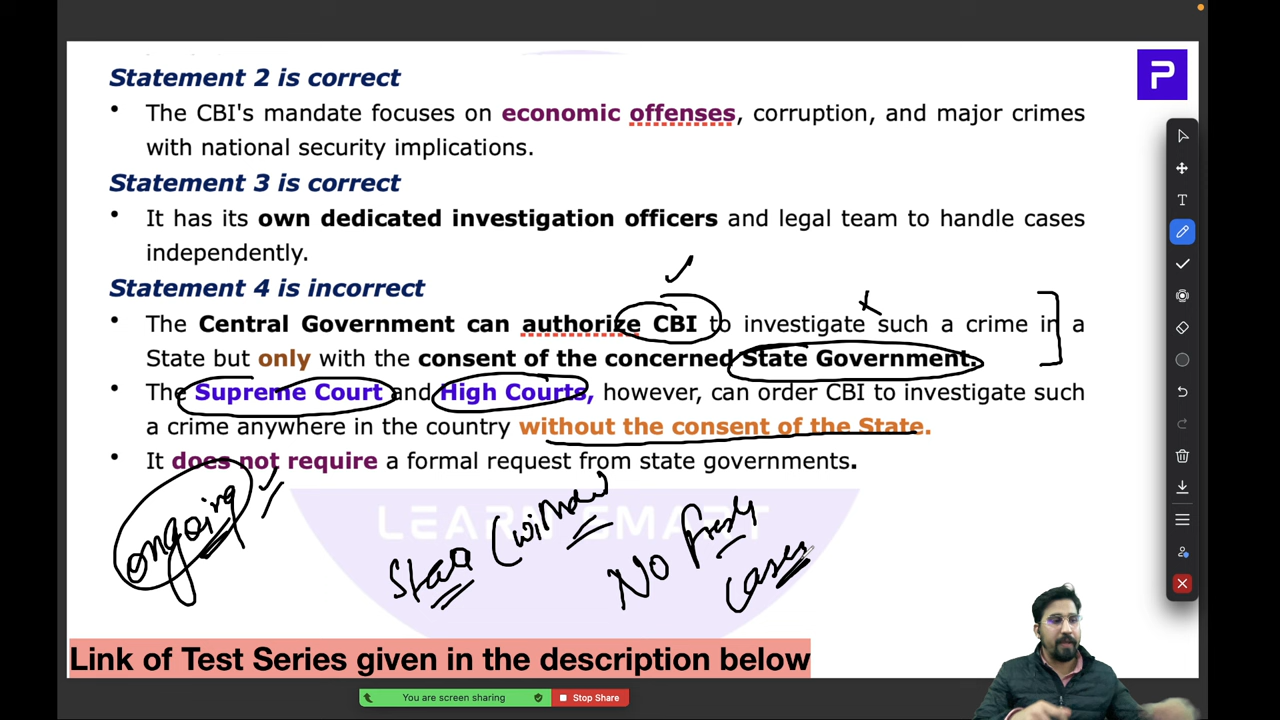 Statement 2 is correct
• The CBI's mandate focuses on economic offenses, corruption, and major crimes
with national security implications.
Statement 3 is correct
• It has its own dedicated investigation officers and legal team to handle cases
independently.
Statement 4 is incorrect
• The Central Government can authorize CBI to investigate such a crime in a
State but only with the consent of the concerned State Government.
• The Supreme Court and High Courts, however, can order CBI to investigate such
a crime anywhere in the country without the consent of the State.
• It does not require a formal request from state governments.
ongoing
State (withdraw
No fresh
cases
LEARN SMART
Link of Test Series given in the description below
You are screen sharing
Stop Share
P
T